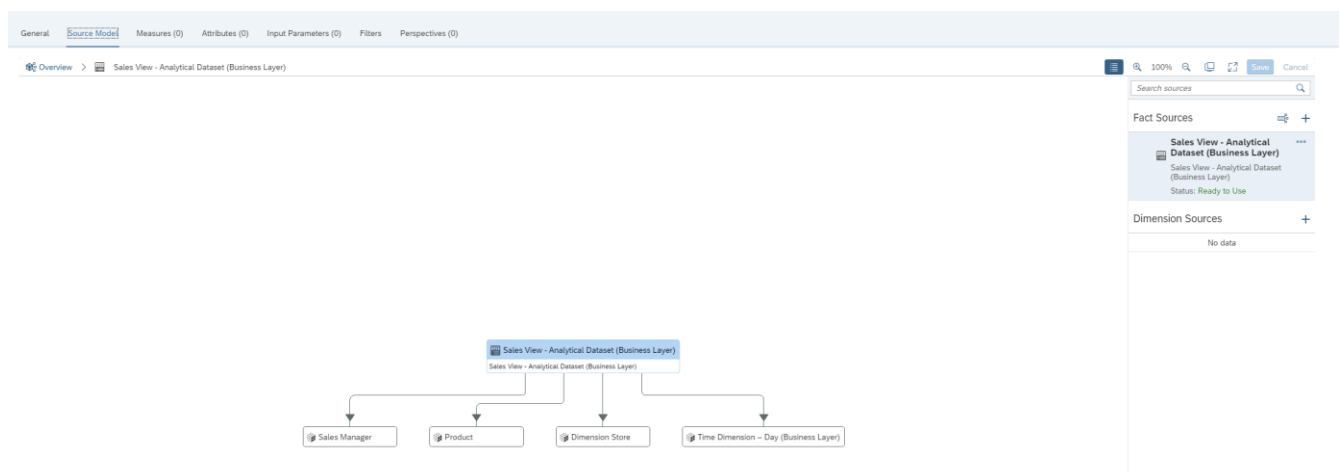 General Source Model Measures (0) Attributes (0) Input Parameters (0) Filters Perspectives (0)
Overview > Sales View - Analytical Dataset (Business Layer) 100% Save Cancel
Search sources
Fact Sources
Sales View - Analytical
Dataset (Business Layer)
Sales View - Analytical Dataset
(Business Layer)
Status: Ready to Use
Dimension Sources
No data
Sales View - Analytical Dataset (Business Layer)
Sales View - Analytical Dataset (Business Layer)
Sales Manager Product Dimension Store Time Dimension – Day (Business Layer)